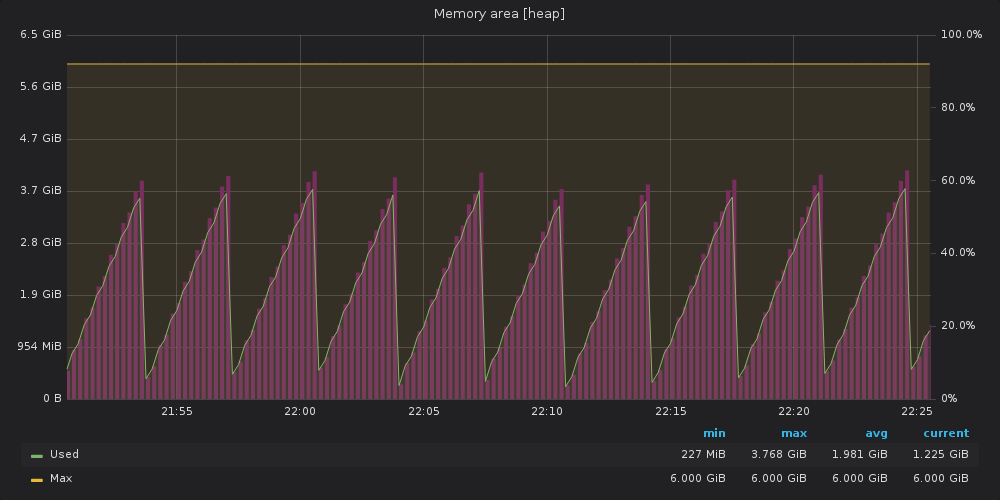 Memory area [heap]
6.5 GiB
5.6 GiB
4.7 GiB
3.7 GiB
2.8 GiB
1.9 GiB
954 MiB
0 B
100.0%
80.0%
60.0%
40.0%
20.0%
0%
21:55 22:00 22:05 22:10 22:15 22:20 22:25
min max avg current
Used 227 MiB 3.768 GiB 1.981 GiB 1.225 GiB
Max 6.000 GiB 6.000 GiB 6.000 GiB 6.000 GiB